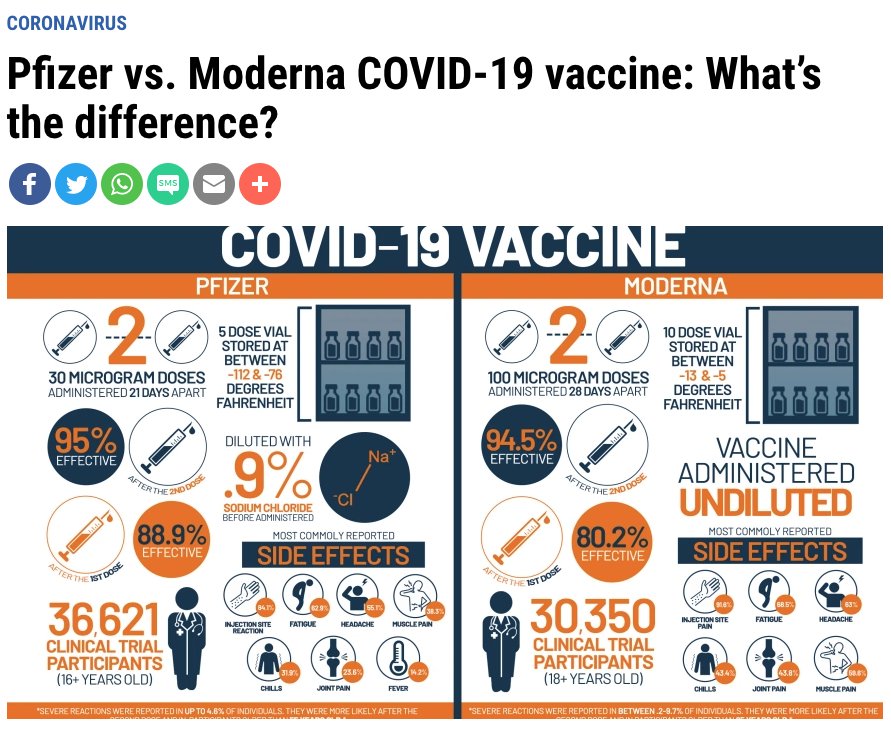 CORONAVIRUS
Pfizer vs. Moderna COVID-19 vaccine: What’s
the difference?
f
SMS
COVID-19 VACCINE
PFIZER
2
30 MICROGRAM DOSES
ADMINISTERED 21 DAYS APART
5 DOSE VIAL
STORED AT
BETWEEN
-112 & -76
DEGREES
FAHRENHEIT
95%
EFFECTIVE
AFTER THE 2ND DOSE
DILUTED WITH
.9%
SODIUM CHLORIDE
BEFORE ADMINISTERED
Na+
-Cl
AFTER THE 1ST DOSE
88.9%
EFFECTIVE
MOST COMMOLY REPORTED
SIDE EFFECTS
84.1%
62.9%
55.1%
38.3%
INJECTION SITE
REACTION
FATIGUE
HEADACHE
MUSCLE PAIN
31.9%
23.6%
14.2%
CHILLS
JOINT PAIN
FEVER
36,621
CLINICAL TRIAL
PARTICIPANTS
(16+ YEARS OLD)
*SEVERE REACTIONS WERE REPORTED IN UP TO 4.6% OF INDIVIDUALS. THEY WERE MORE LIKELY AFTER THE
MODERNA
2
100 MICROGRAM DOSES
ADMINISTERED 28 DAYS APART
10 DOSE VIAL
STORED AT
BETWEEN
-13 & -5
DEGREES
FAHRENHEIT
94.5%
EFFECTIVE
AFTER THE 2ND DOSE
VACCINE
ADMINISTERED
UNDILUTED
AFTER THE 1ST DOSE
80.2%
EFFECTIVE
MOST COMMOLY REPORTED
SIDE EFFECTS
68.5%
63%
INJECTION SITE
PAIN
FATIGUE
HEADACHE
43.4%
CHILLS
JOINT PAIN
MUSCLE PAIN
30,350
CLINICAL TRIAL
PARTICIPANTS
(18+ YEARS OLD)
*SEVERE REACTIONS WERE REPORTED IN BETWEEN .2-9.7% OF INDIVIDUALS. THEY WERE MORE LIKELY AFTER THE